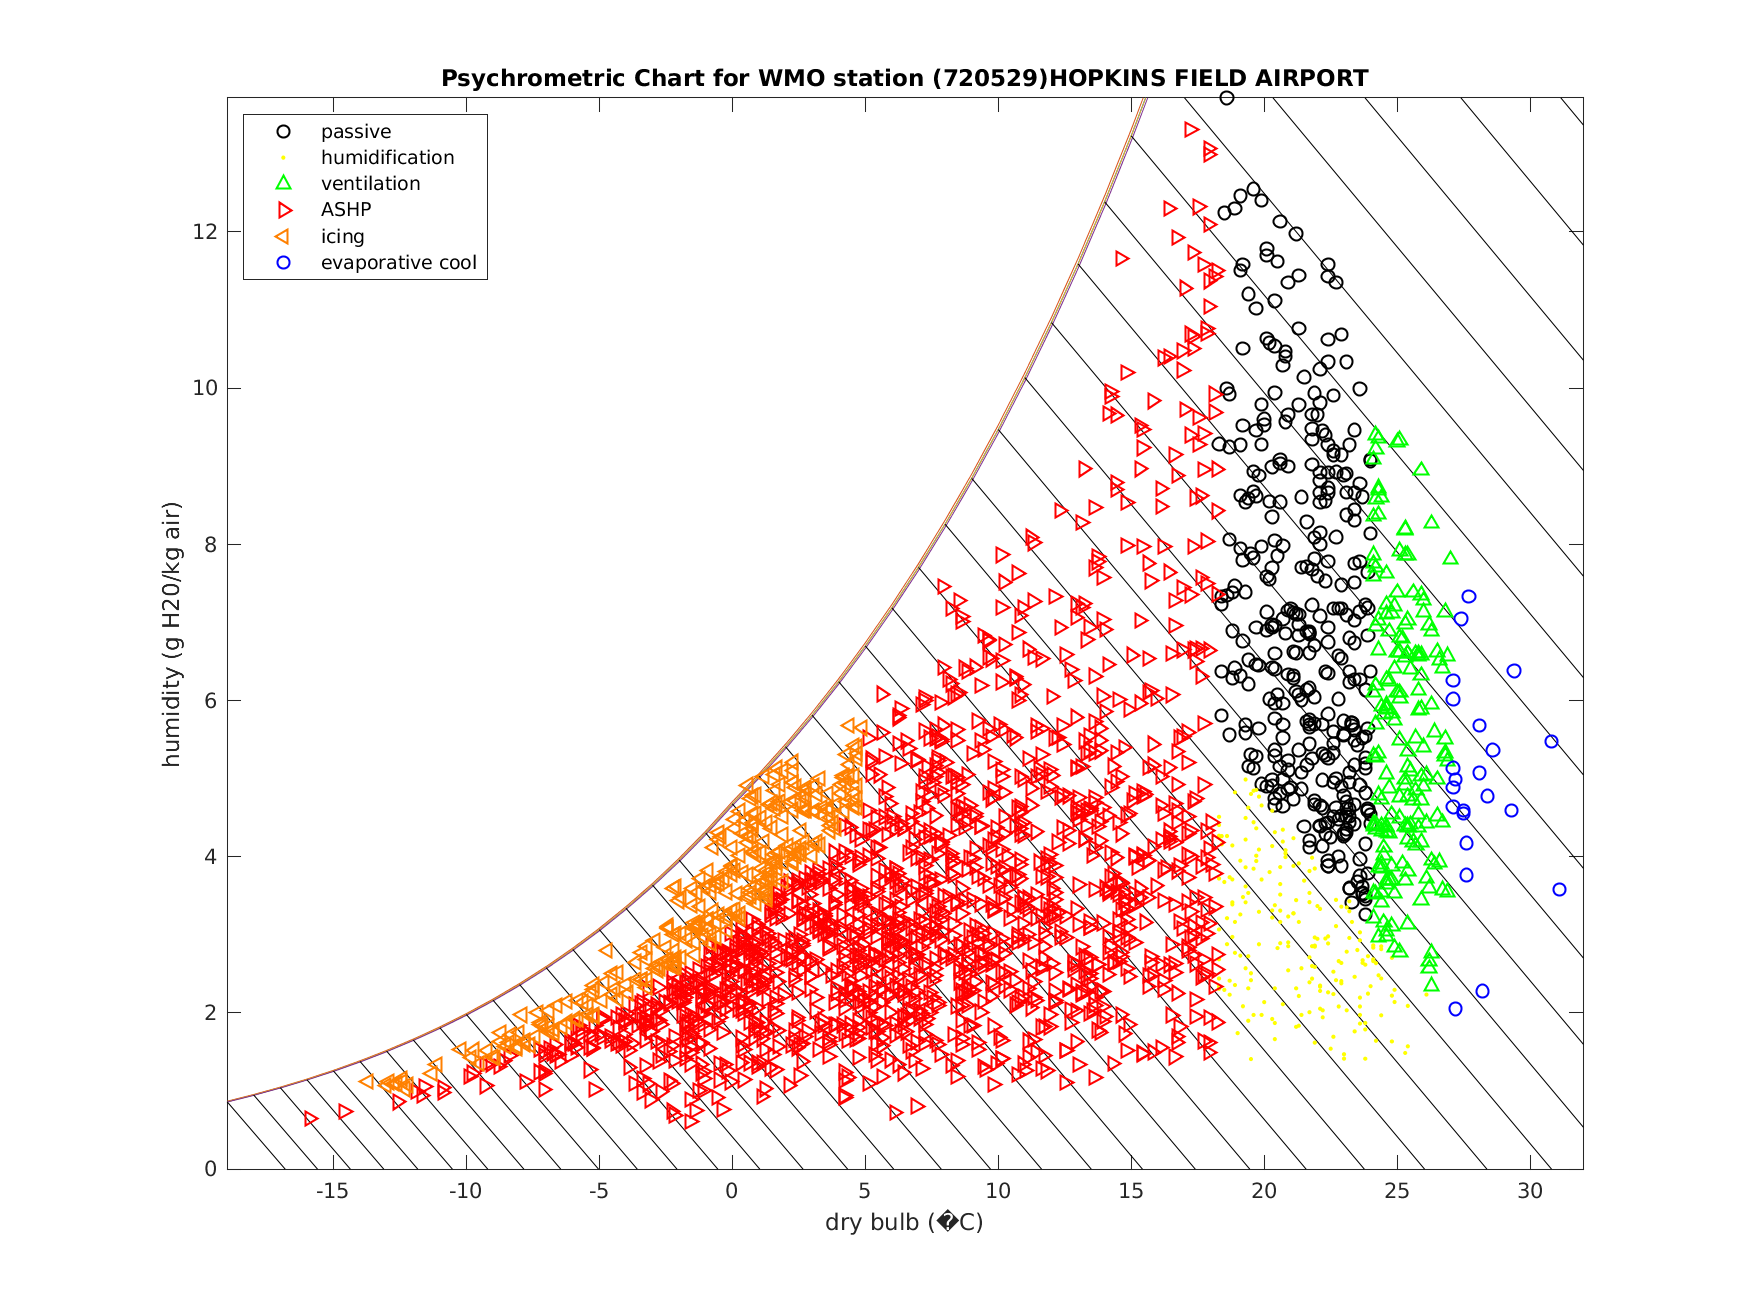 Psychrometric Chart for WMO station (720529)HOPKINS FIELD AIRPORT
passive
humidification
ventilation
ASHP
icing
evaporative cool
humidity (g H20/kg air)
12
10
8
6
4
2
0
-15 -10 -5 0 5 10 15 20 25 30
dry bulb (�C)